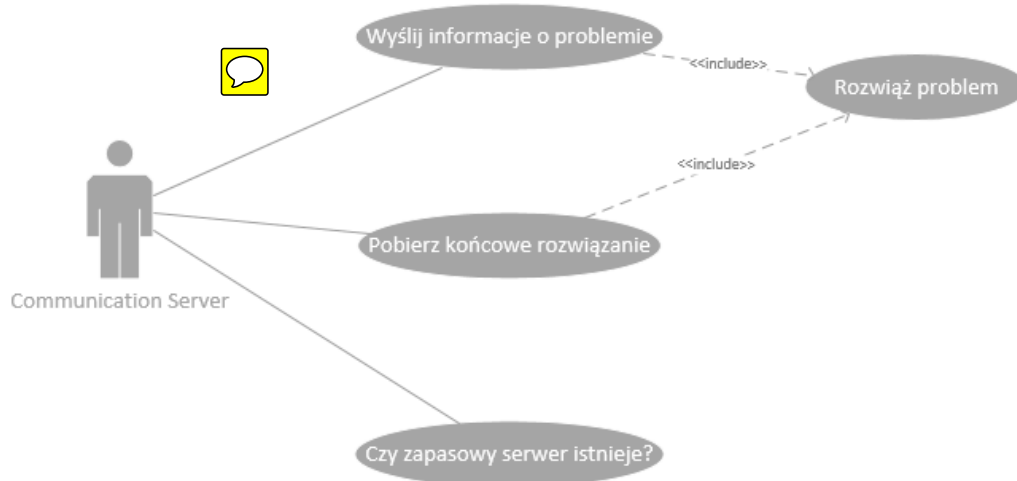 Wyślij informacje o problemie
<<include>>
Rozwiąż problem
<<include>>
Pobierz końcowe rozwiązanie
Communication Server
Czy zapasowy serwer istnieje?